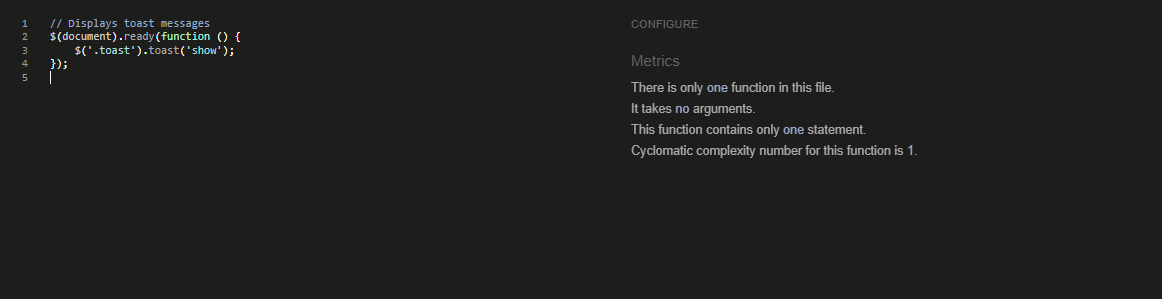 1 // Displays toast messages
2 $(document).ready(function () {
3     $('.toast').toast('show');
4 });
5
CONFIGURE
Metrics
There is only one function in this file.
It takes no arguments.
This function contains only one statement.
Cyclomatic complexity number for this function is 1.